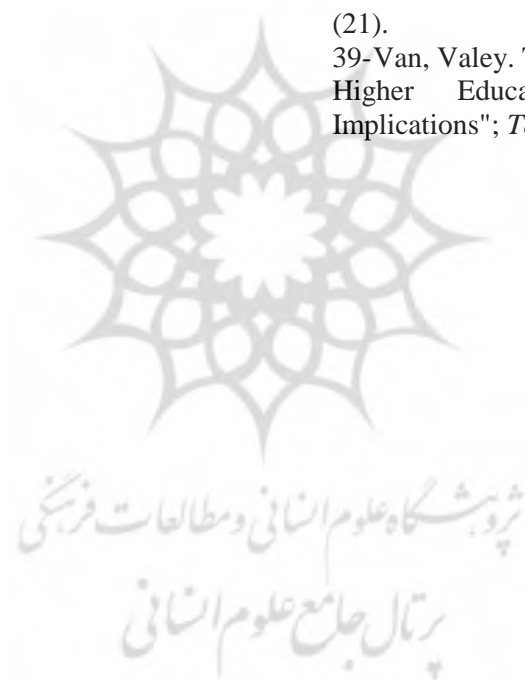 (21).
39-Van, Valey. T
Higher Educa
Implications"; T
پژوهشگاه علوم انسانی و مطالعات فرهنگی
پرتال جامع علوم انسانی